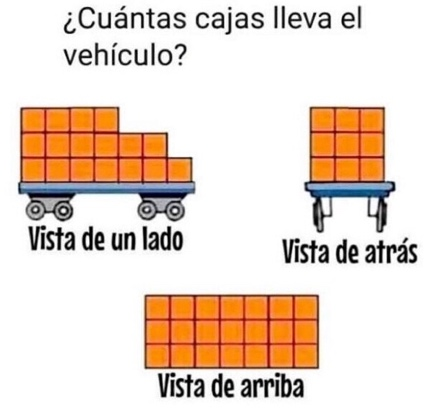 ¿Cuántas cajas lleva el
vehículo?
Vista de un lado
Vista de atrás
Vista de arriba